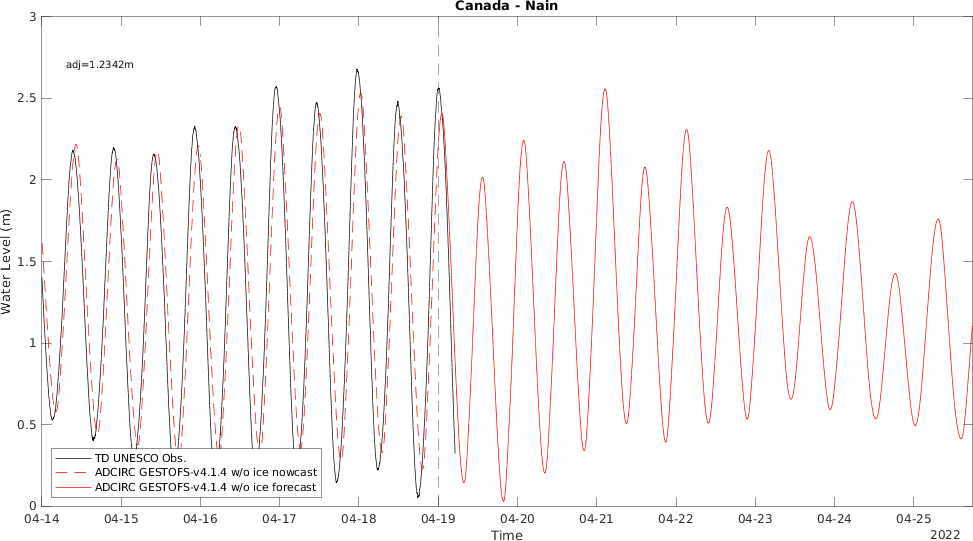 Canada - Nain
3
adj=1.2342m
2.5
2
Water Level (m)
1.5
1
0.5
TD UNESCO Obs.
ADCIRC GESTOFS-v4.1.4 w/o ice nowcast
ADCIRC GESTOFS-v4.1.4 w/o ice forecast
0
04-14 04-15 04-16 04-17 04-18 04-19 04-20 04-21 04-22 04-23 04-24 04-25
Time
2022